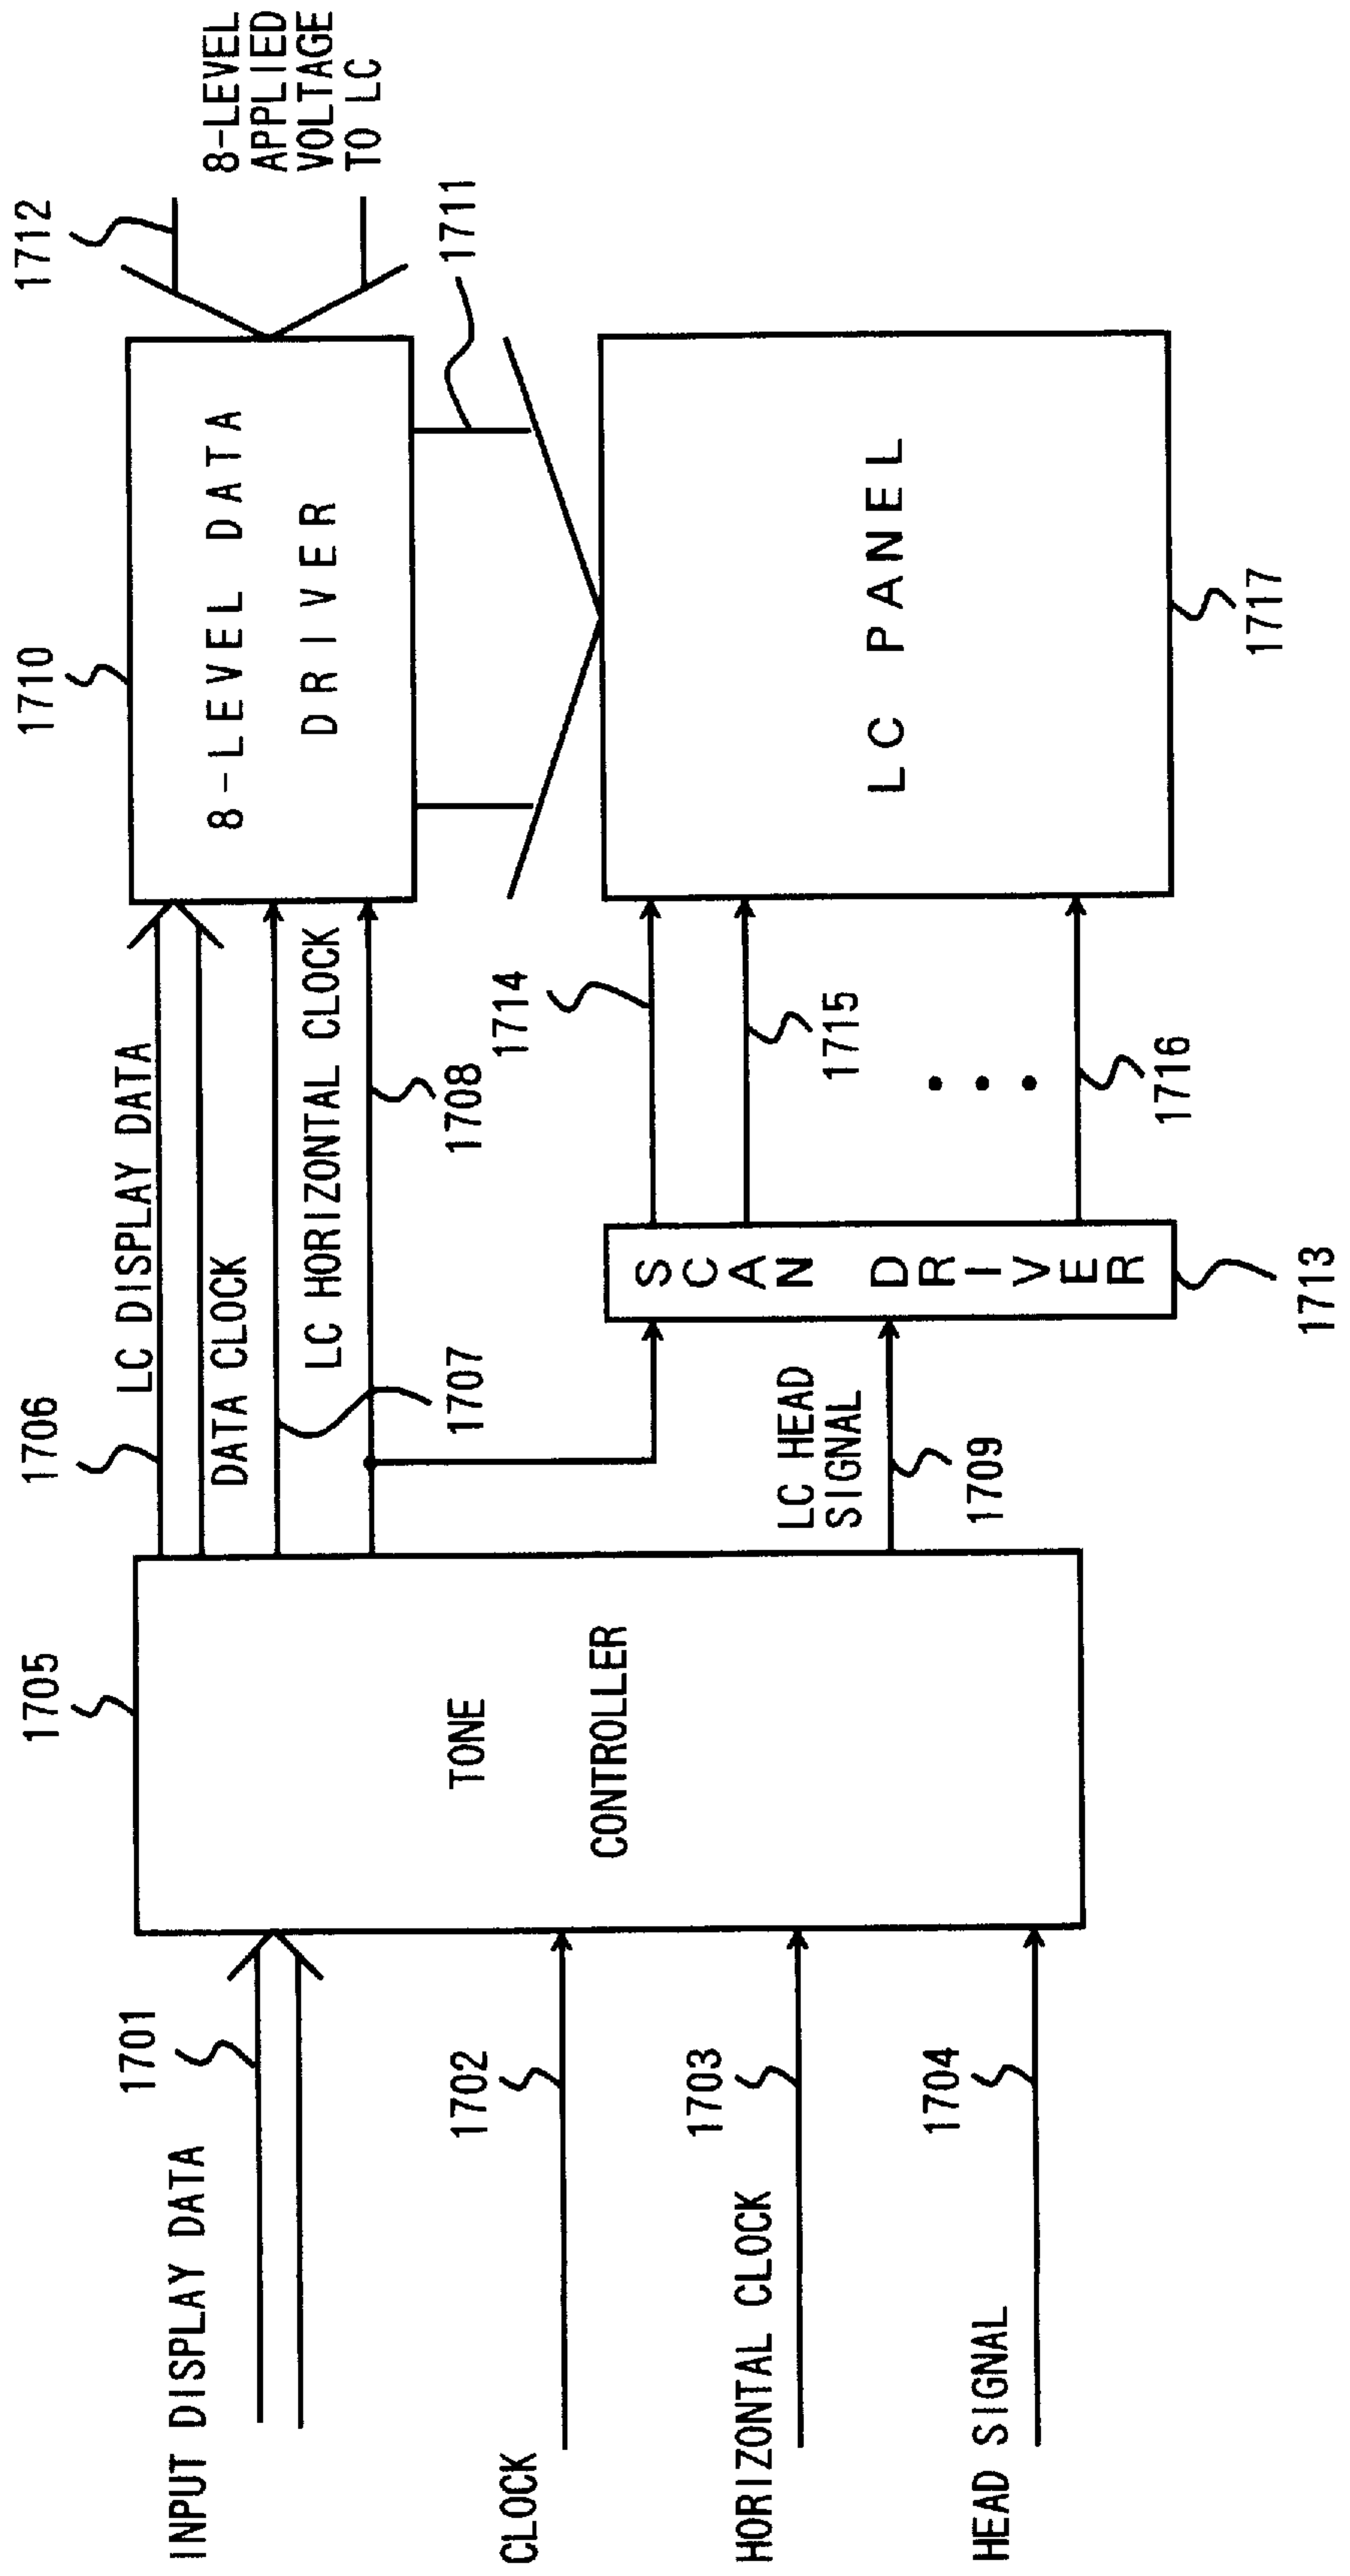 1701
INPUT DISPLAY DATA
1702
CLOCK
1703
HORIZONTAL CLOCK
1704
HEAD SIGNAL
1705
TONE
CONTROLLER
1706
LC DISPLAY DATA
DATA CLOCK
1707
LC HORIZONTAL CLOCK
1708
LC HEAD
SIGNAL
1709
1710
8-LEVEL DATA
DRIVER
1712
8-LEVEL
APPLIED
VOLTAGE
TO LC
1711
SCAN DRIVER
1713
1714
1715
1716
LC PANEL
1717